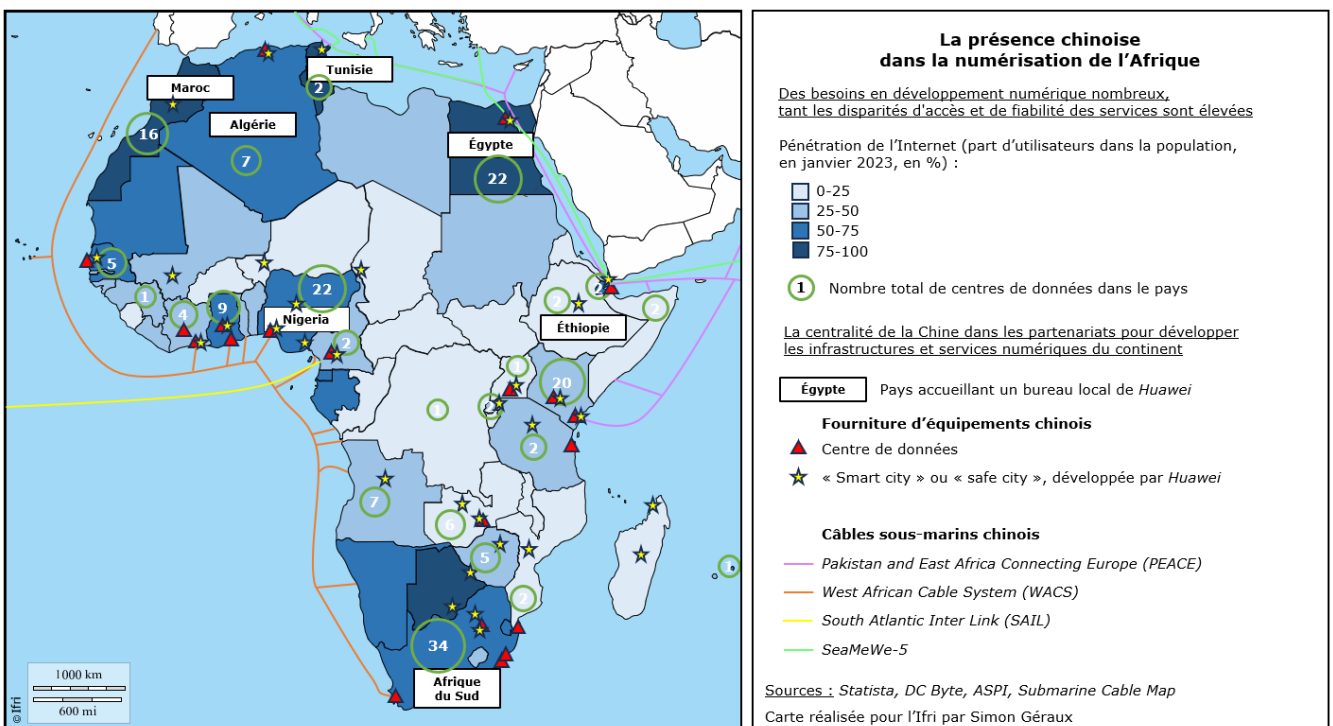 Tunisie
2
Maroc
16
Algérie
7
Égypte
22
5
1
4
9
22
Nigeria
2
2
2
Éthiopie
1
20
1
2
7
6
5
2
34
Afrique
du Sud
1000 km
600 mi
©Ifri
La présence chinoise
dans la numérisation de l’Afrique
Des besoins en développement numérique nombreux,
tant les disparités d'accès et de fiabilité des services sont élevées
Pénétration de l’Internet (part d’utilisateurs dans la population,
en janvier 2023, en %) :
0-25
25-50
50-75
75-100
1 Nombre total de centres de données dans le pays
La centralité de la Chine dans les partenariats pour développer
les infrastructures et services numériques du continent
Égypte Pays accueillant un bureau local de Huawei
Fourniture d’équipements chinois
Centre de données
« Smart city » ou « safe city », développée par Huawei
Câbles sous-marins chinois
Pakistan and East Africa Connecting Europe (PEACE)
West African Cable System (WACS)
South Atlantic Inter Link (SAIL)
SeaMeWe-5
Sources : Statista, DC Byte, ASPI, Submarine Cable Map
Carte réalisée pour l’Ifri par Simon Géraux